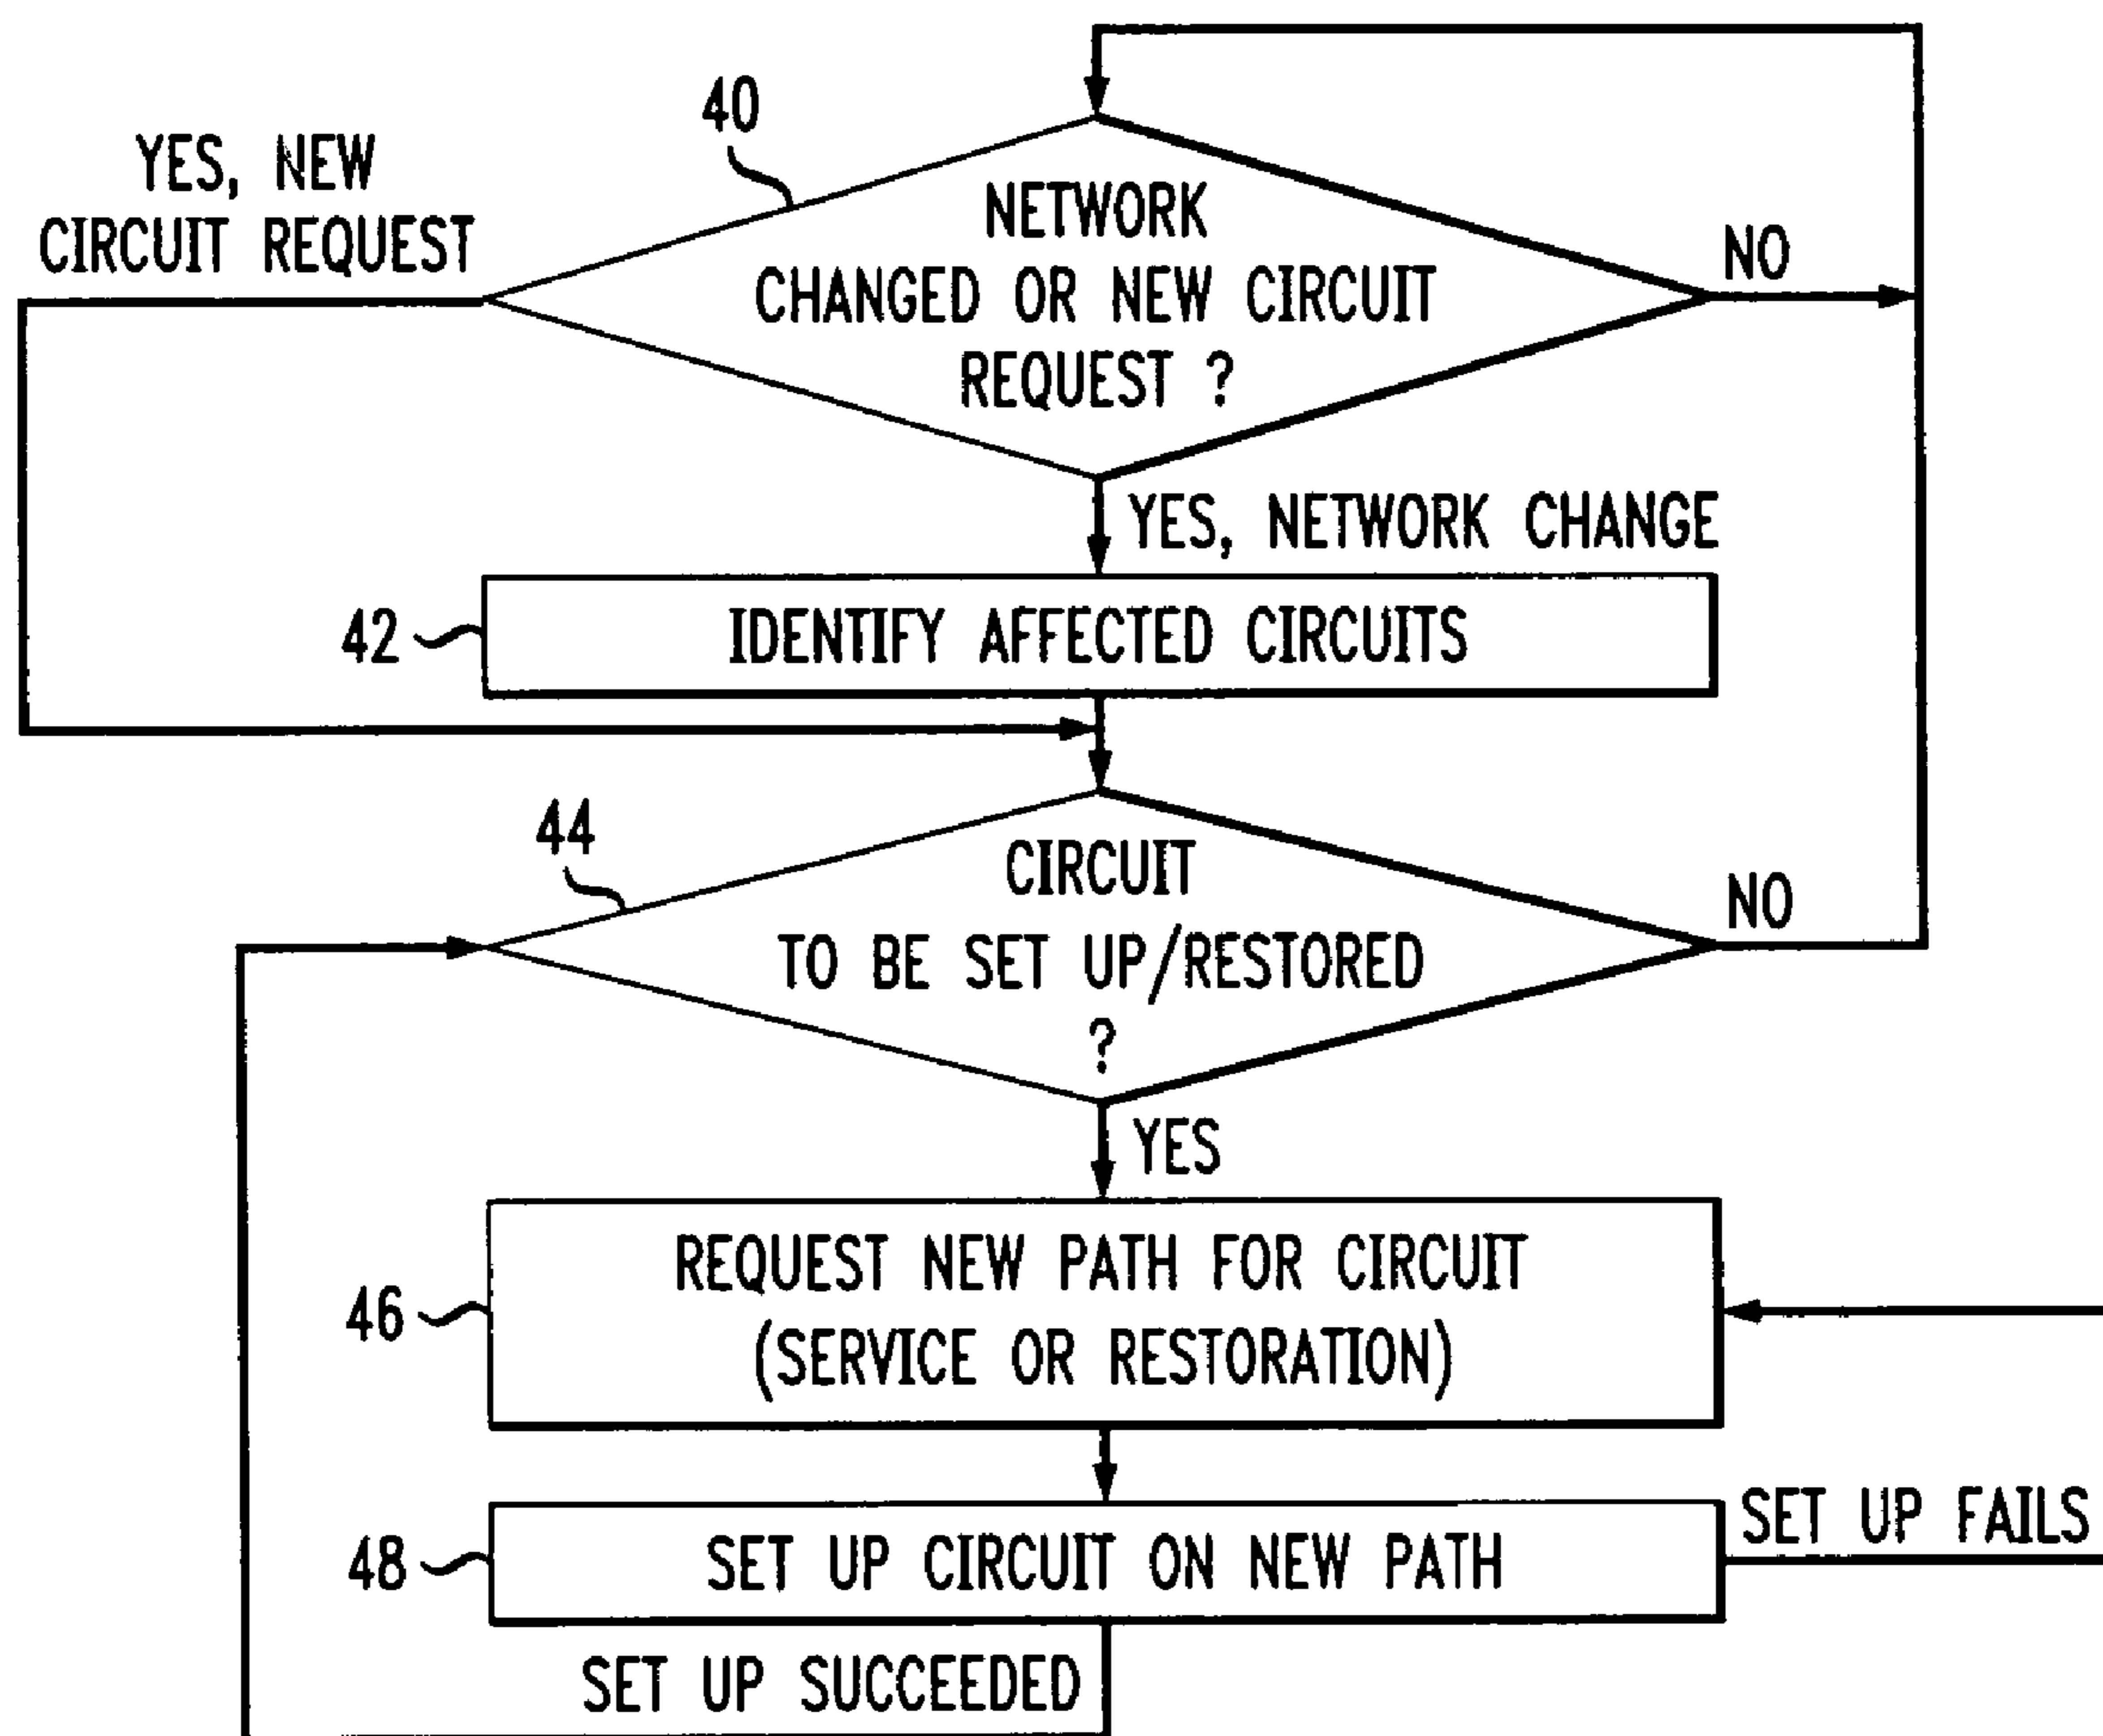 40
YES, NEW
CIRCUIT REQUEST
NETWORK
CHANGED OR NEW CIRCUIT
REQUEST ?
NO
YES, NETWORK CHANGE
42
IDENTIFY AFFECTED CIRCUITS
44
CIRCUIT
TO BE SET UP/RESTORED
?
NO
YES
46
REQUEST NEW PATH FOR CIRCUIT
(SERVICE OR RESTORATION)
48
SET UP CIRCUIT ON NEW PATH
SET UP FAILS
SET UP SUCCEEDED